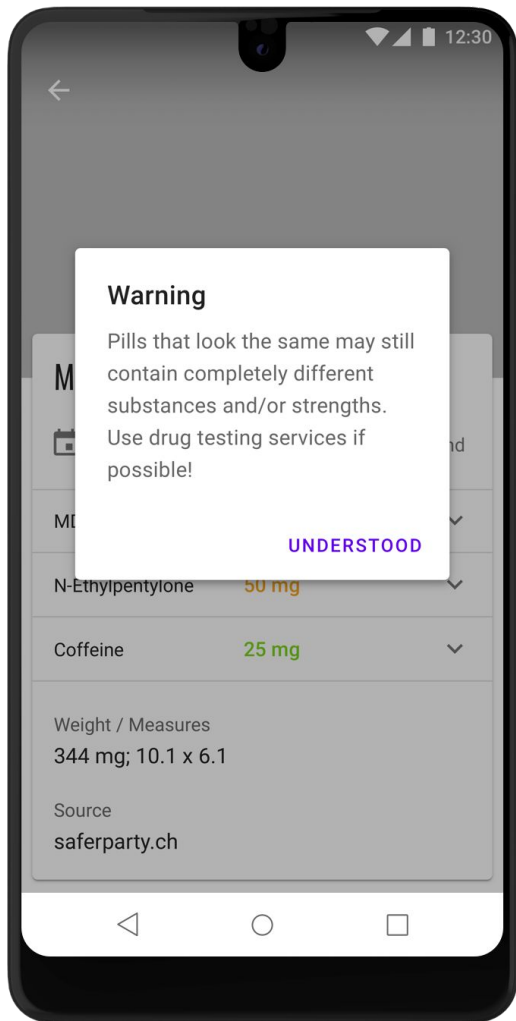 12:30
Warning
Pills that look the same may still
contain completely different
substances and/or strengths.
Use drug testing services if
possible!
UNDERSTOOD
N-Ethylpentylone 50 mg
Coffeine 25 mg
Weight / Measures
344 mg; 10.1 x 6.1
Source
saferparty.ch